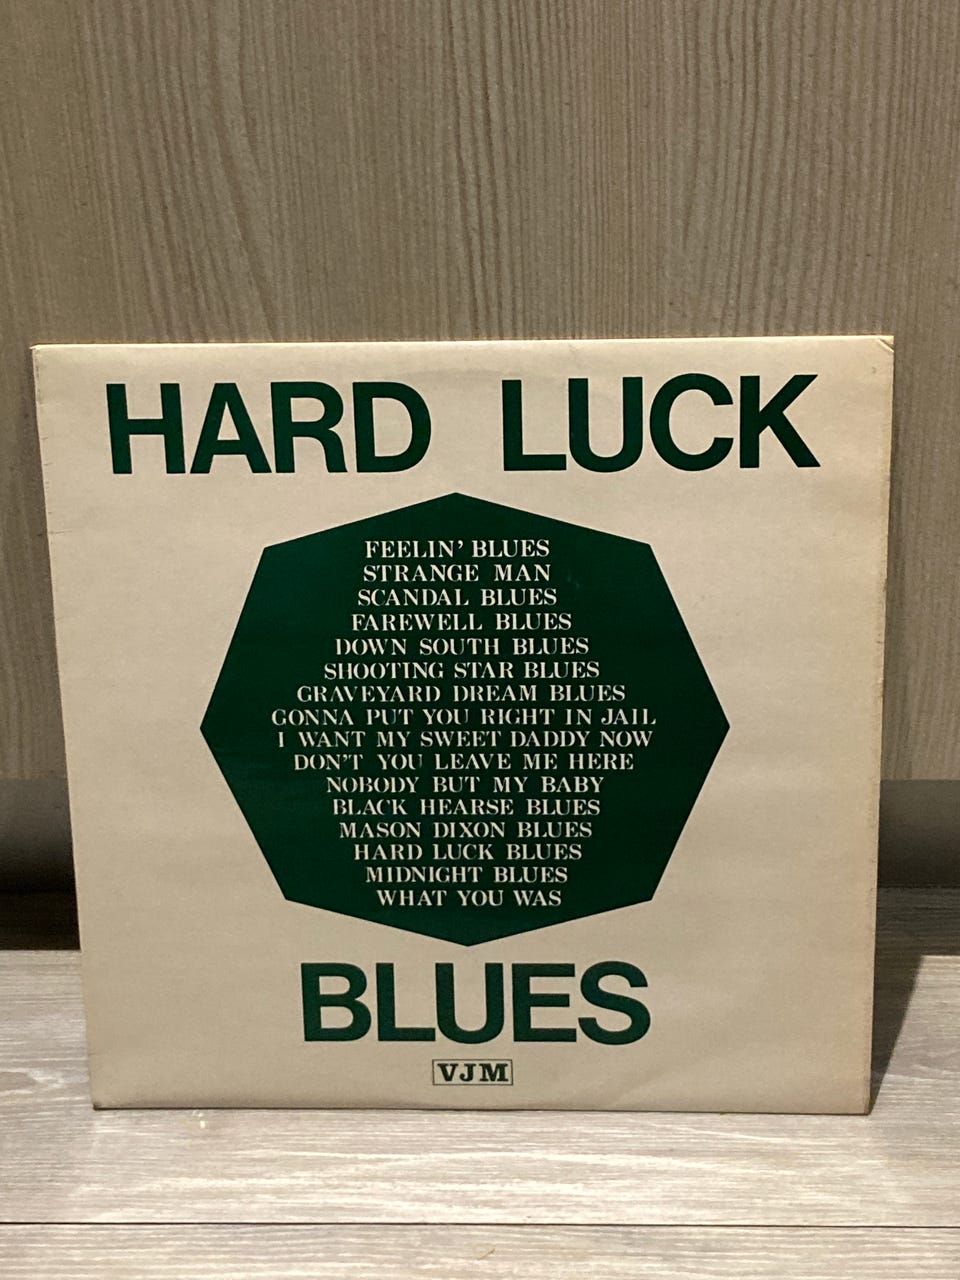 HARD LUCK
FEELIN' BLUES
STRANGE MAN
SCANDAL BLUES
FAREWELL BLUES
DOWN SOUTH BLUES
SHOOTING STAR BLUES
GRAVEYARD DREAM BLUES
GONNA PUT YOU RIGHT IN JAIL
I WANT MY SWEET DADDY NOW
DON'T YOU LEAVE ME HERE
NOBODY BUT MY BABY
BLACK HEARSE BLUES
MASON DIXON BLUES
HARD LUCK BLUES
MIDNIGHT BLUES
WHAT YOU WAS
BLUES
VJM